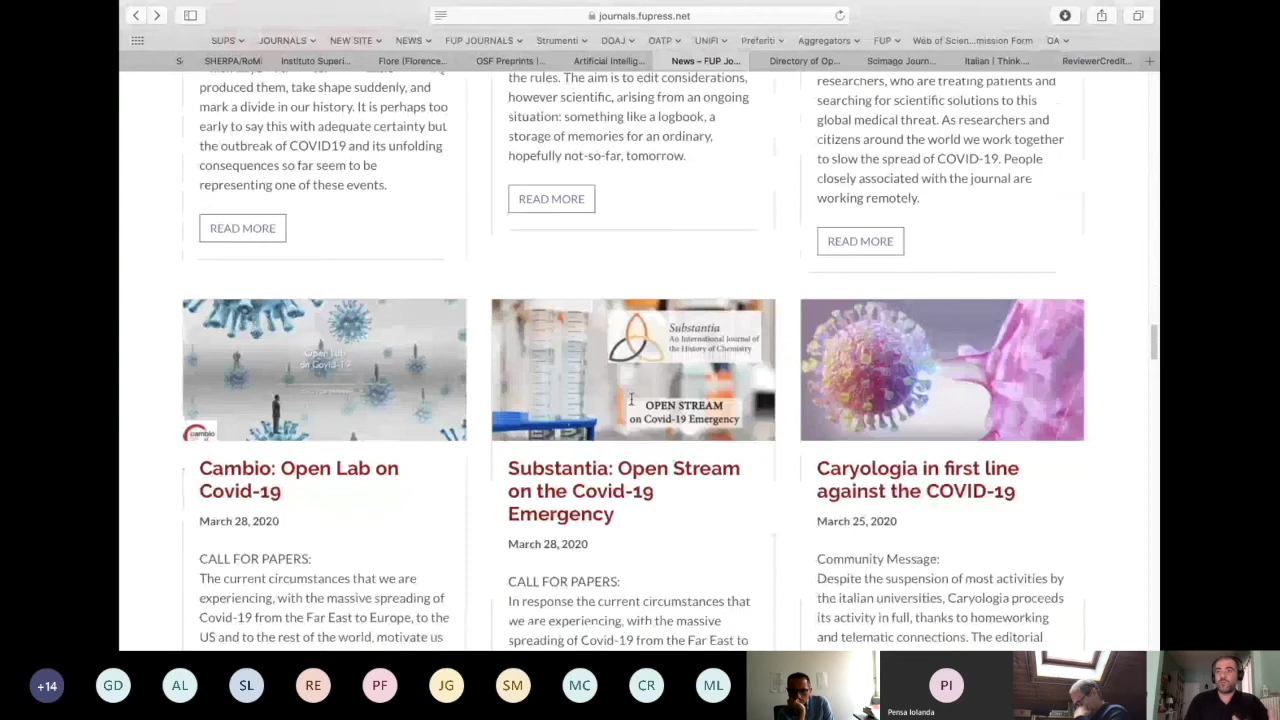 journals.fupress.net
SUPS
JOURNALS
NEW SITE
NEWS
FUP JOURNALS
Strumenti
DOAJ
OATP
UNIFI
Preferiti
Aggregators
FUP
Web of Scien...mission Form
OA
SHERPA/RoM
Instituto Superi...
Flore (Florence...
OSF Preprints |...
Artificial Intellig...
News – FUP Jo...
Directory of Op...
Scimago Journ...
Italian | Think....
ReviewerCredit...
produced them, take shape suddenly, and
mark a divide in our history. It is perhaps too
early to say this with adequate certainty but
the outbreak of COVID19 and its unfolding
consequences so far seem to be
representing one of these events.
READ MORE
the rules. The aim is to edit considerations,
however scientific, arising from an ongoing
situation: something like a logbook, a
storage of memories for an ordinary,
hopefully not-so-far, tomorrow.
READ MORE
researchers, who are treating patients and
searching for scientific solutions to this
global medical threat. As researchers and
citizens around the world we work together
to slow the spread of COVID-19. People
closely associated with the journal are
working remotely.
READ MORE
Open Lab
on Covid-19
cambio
Cambio: Open Lab on
Covid-19
March 28, 2020
CALL FOR PAPERS:
The current circumstances that we are
experiencing, with the massive spreading of
Covid-19 from the Far East to Europe, to the
US and to the rest of the world, motivate us
Substantia
An International Journal of
the History of Chemistry
OPEN STREAM
on Covid-19 Emergency
Substantia: Open Stream
on the Covid-19
Emergency
March 28, 2020
CALL FOR PAPERS:
In response the current circumstances that
we are experiencing, with the massive
spreading of Covid-19 from the Far East to
Caryologia in first line
against the COVID-19
March 25, 2020
Community Message:
Despite the suspension of most activities by
the italian universities, Caryologia proceeds
its activity in full, thanks to homeworking
and telematic connections. The editorial
+14
GD
AL
SL
RE
PF
JG
SM
MC
CR
ML
PI
Pensa Iolanda